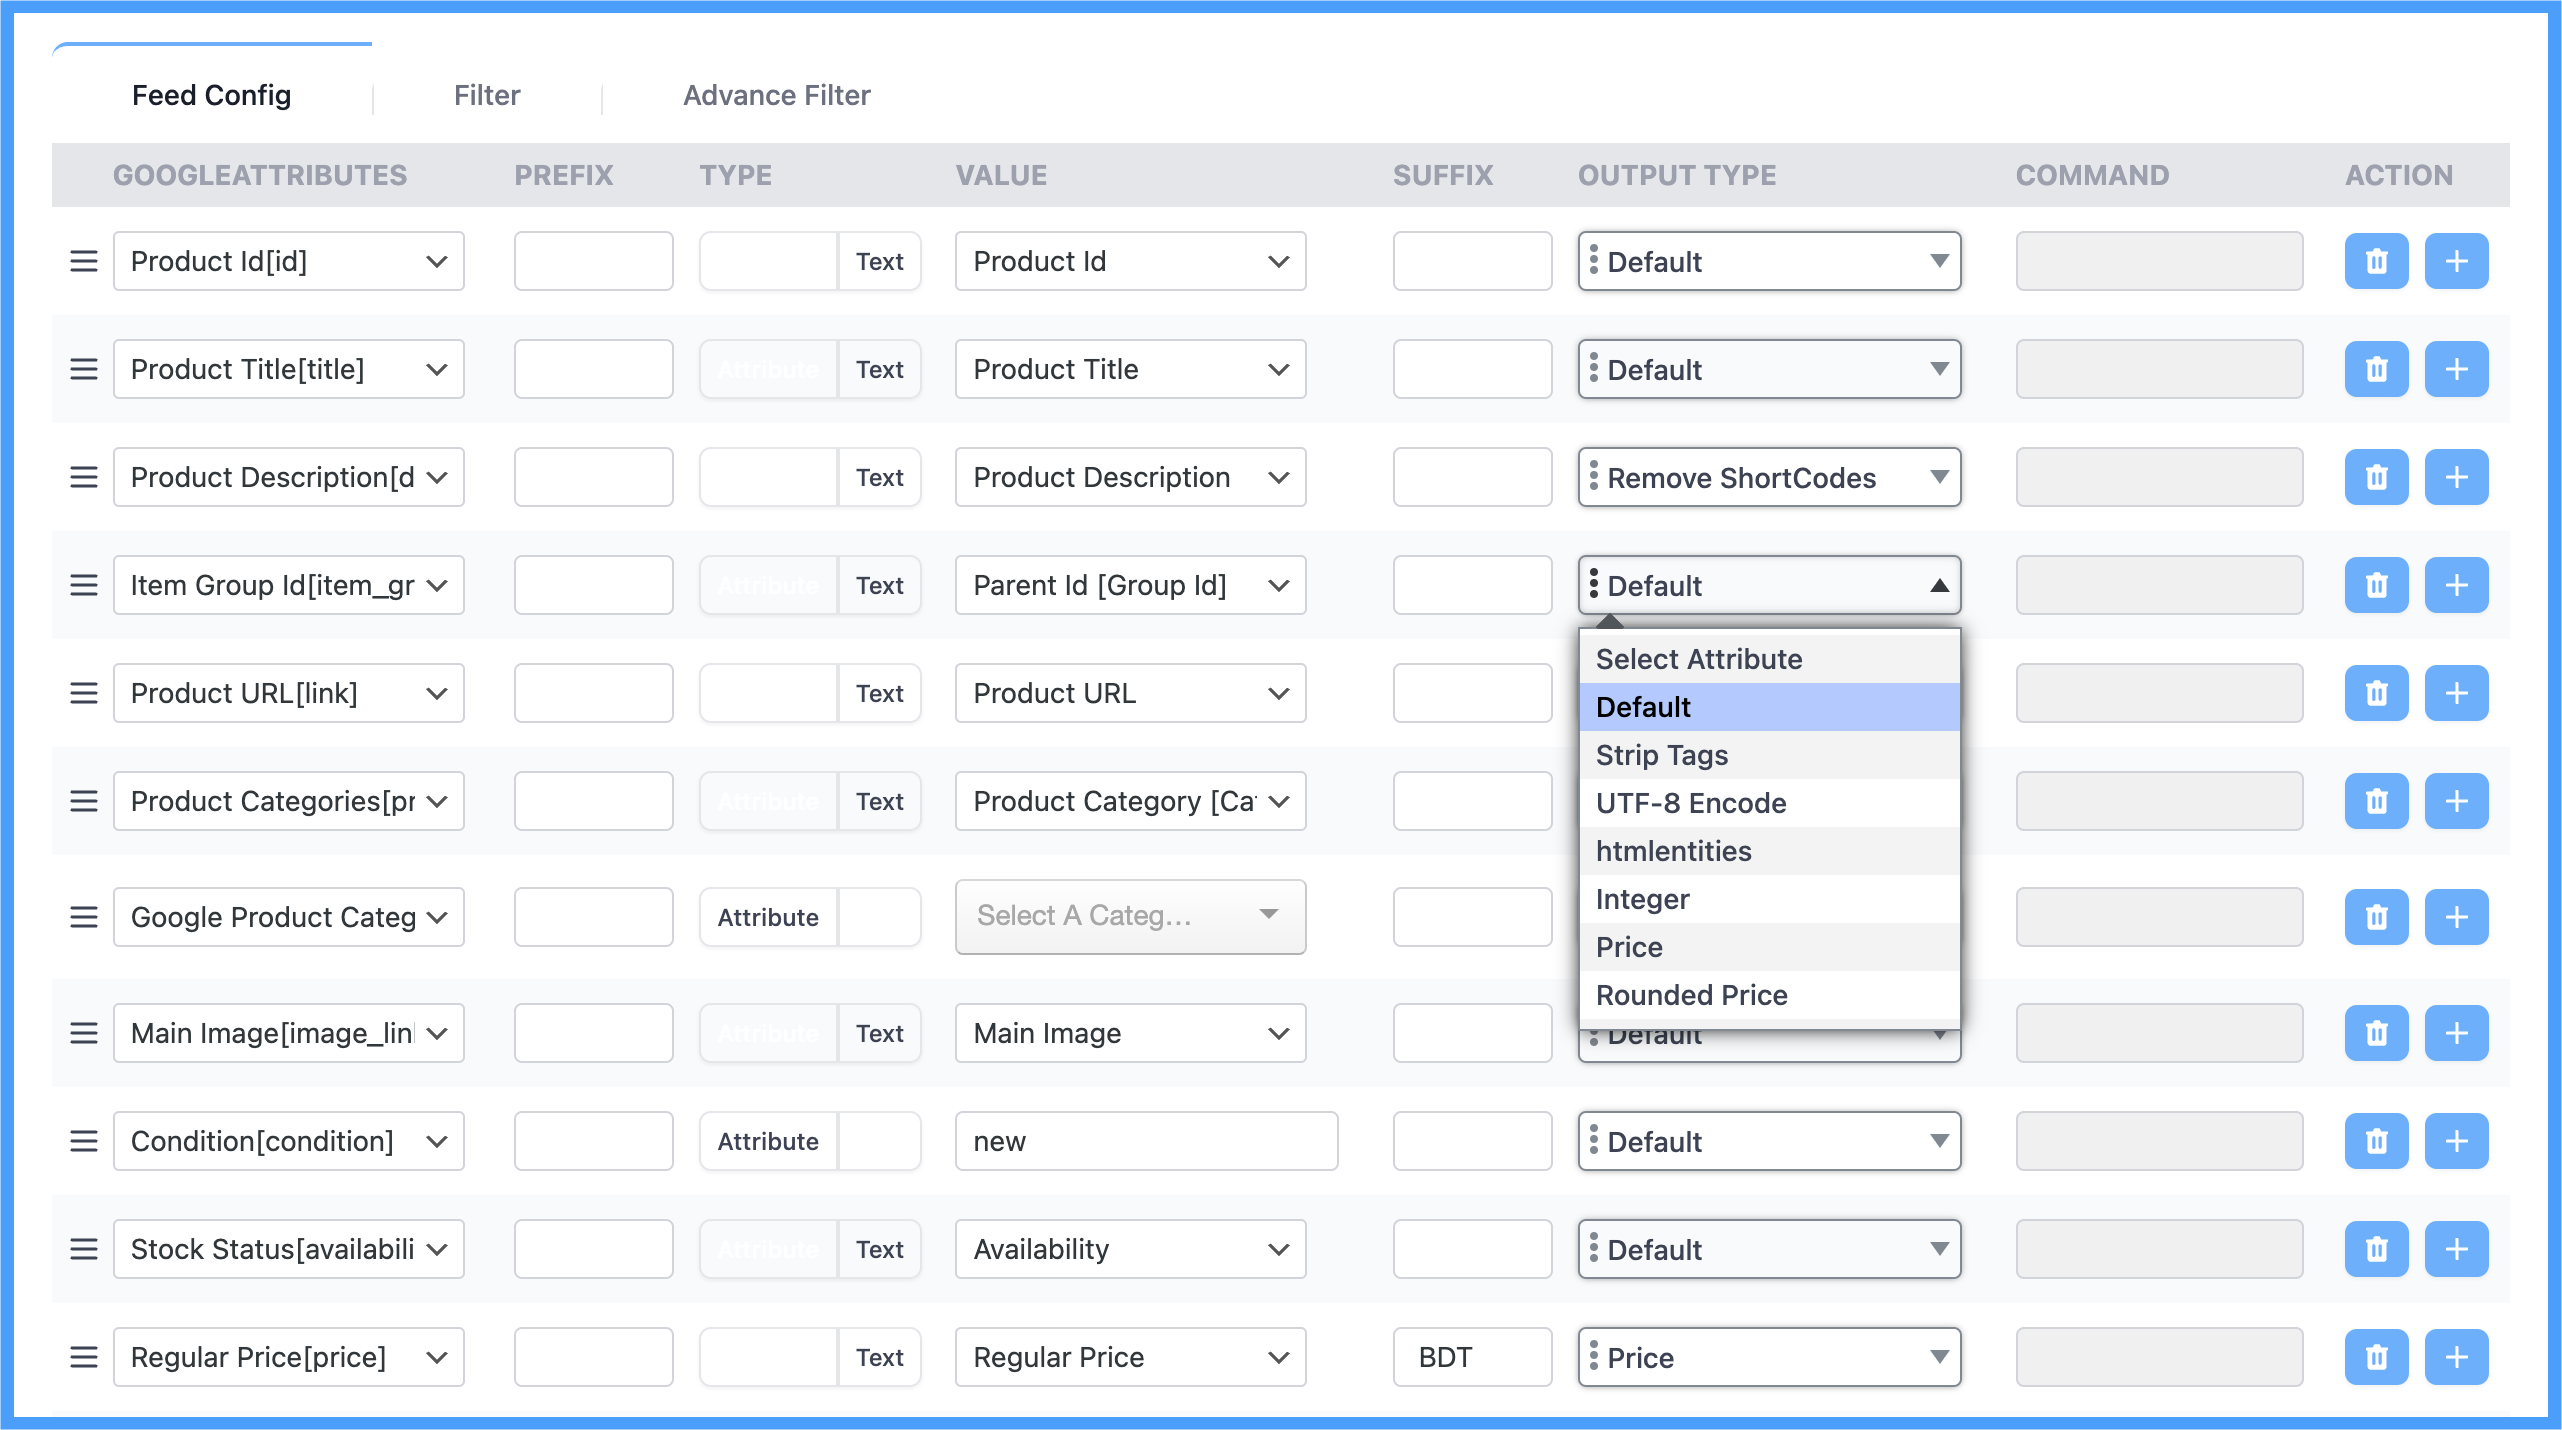 Feed Config Filter Advance Filter
GOOGLEATTRIBUTES PREFIX TYPE VALUE SUFFIX OUTPUT TYPE COMMAND ACTION
Product Id[id] Text Product Id Default
Product Title[title] Attribute Text Product Title Default
Product Description[d Text Product Description Remove ShortCodes
Item Group Id[item_gr Attribute Text Parent Id [Group Id] Default
Select Attribute
Product URL[link] Text Product URL
Default
Strip Tags
Product Categories[pr Attribute Text Product Category [Ca
UTF-8 Encode
htmlentities
Integer
Google Product Categ Attribute Select A Categ...
Price
Rounded Price
Main Image[image_lin Attribute Text Main Image Default
Condition[condition] Attribute new Default
Stock Status[availabili Attribute Text Availability Default
Regular Price[price] Text Regular Price BDT Price